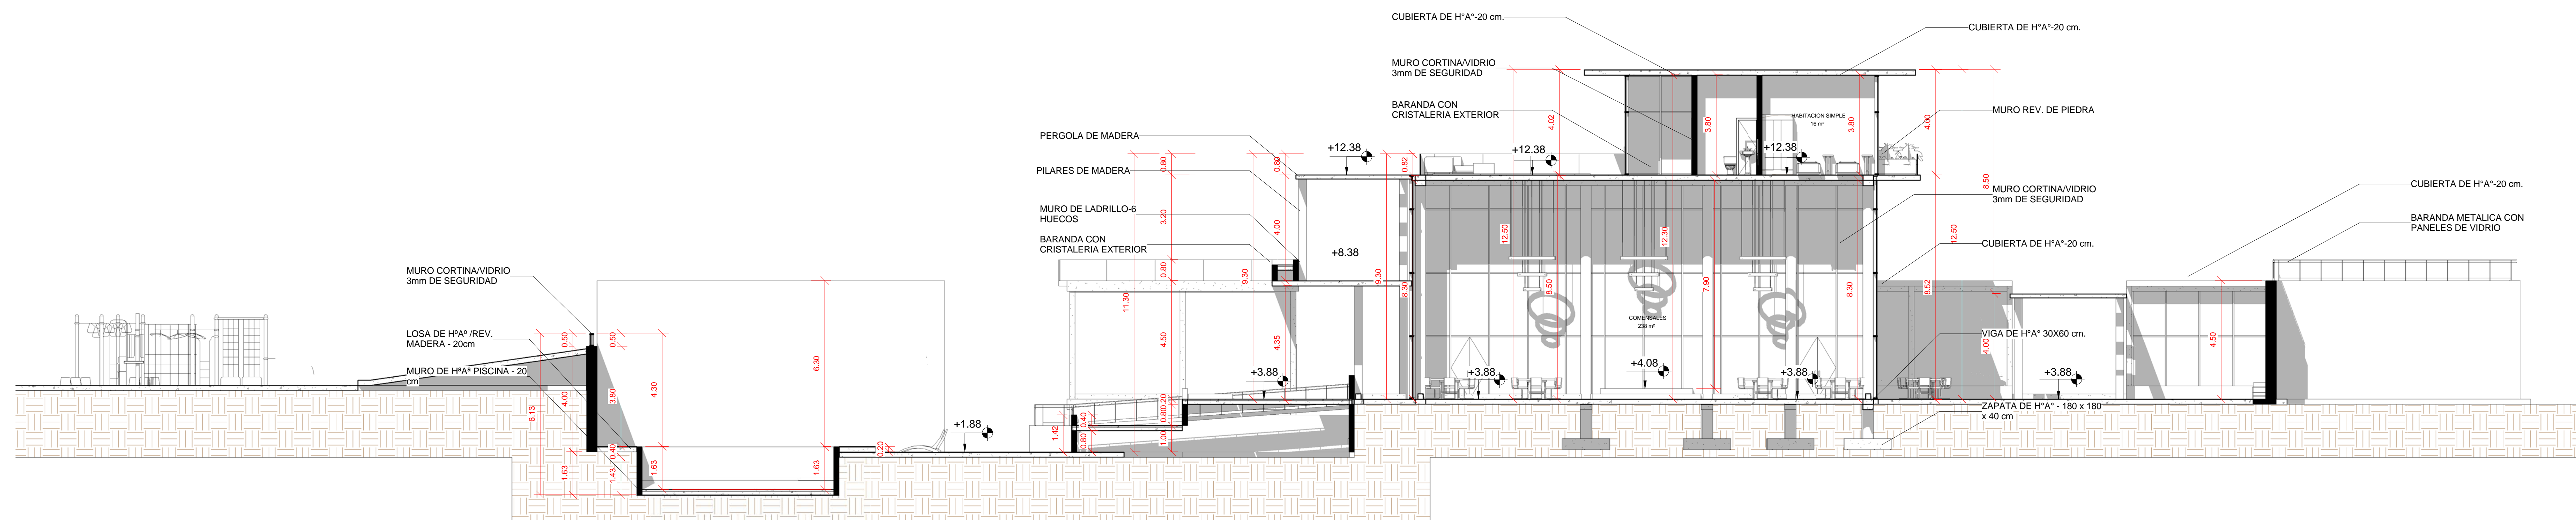 CUBIERTA DE H°A°-20 cm.
CUBIERTA DE H°A°-20 cm.
MURO CORTINA/VIDRIO
3mm DE SEGURIDAD
BARANDA CON
CRISTALERIA EXTERIOR
HABITACION SIMPLE
16 m²
MURO REV. DE PIEDRA
PERGOLA DE MADERA
PILARES DE MADERA
MURO DE LADRILLO-6
HUECOS
BARANDA CON
CRISTALERIA EXTERIOR
+12.38
+12.38
+12.38
+8.38
MURO CORTINA/VIDRIO
3mm DE SEGURIDAD
CUBIERTA DE H°A°-20 cm.
CUBIERTA DE H°A°-20 cm.
BARANDA METALICA CON
PANELES DE VIDRIO
MURO CORTINA/VIDRIO
3mm DE SEGURIDAD
LOSA DE HºAº /REV.
MADERA - 20cm
MURO DE HªAª PISCINA - 20
cm
COMENSALES
238 m²
VIGA DE H°A° 30X60 cm.
ZAPATA DE H°A° - 180 x 180
x 40 cm
+1.88
+3.88
+3.88
+4.08
+3.88
+3.88
6.13
0.50
4.00
1.63
0.50
3.80
0.40
1.43
4.30
1.63
6.30
1.63
0.20
1.42
0.40
0.80
11.30
0.80
3.20
0.80
4.50
0.20
0.80
1.00
9.30
0.80
4.00
4.35
9.30
0.82
8.30
12.50
4.02
8.50
12.30
3.80
7.90
3.80
8.30
4.00
8.52
12.50
8.50
4.00
4.50